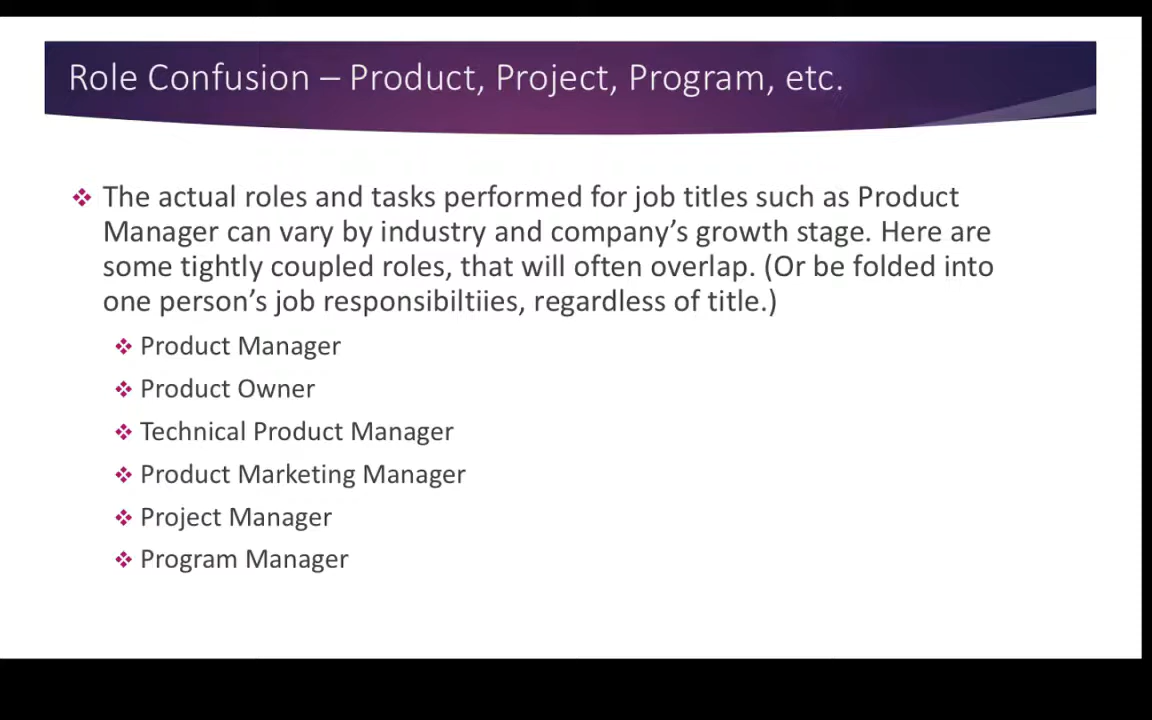 Role Confusion – Product, Project, Program, etc.
The actual roles and tasks performed for job titles such as Product
Manager can vary by industry and company’s growth stage. Here are
some tightly coupled roles, that will often overlap. (Or be folded into
one person’s job responsibiltiies, regardless of title.)
Product Manager
Product Owner
Technical Product Manager
Product Marketing Manager
Project Manager
Program Manager